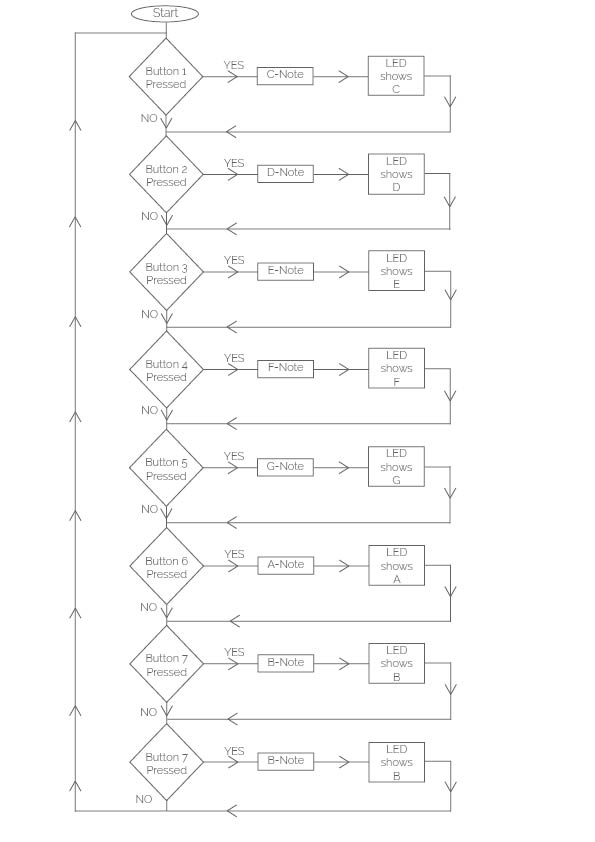 Start
Button 1
Pressed
YES
C-Note
LED
shows
C
NO
Button 2
Pressed
YES
D-Note
LED
shows
D
NO
Button 3
Pressed
YES
E-Note
LED
shows
E
NO
Button 4
Pressed
YES
F-Note
LED
shows
F
NO
Button 5
Pressed
YES
G-Note
LED
shows
G
NO
Button 6
Pressed
YES
A-Note
LED
shows
A
NO
Button 7
Pressed
YES
B-Note
LED
shows
B
NO
Button 7
Pressed
YES
B-Note
LED
shows
B
NO